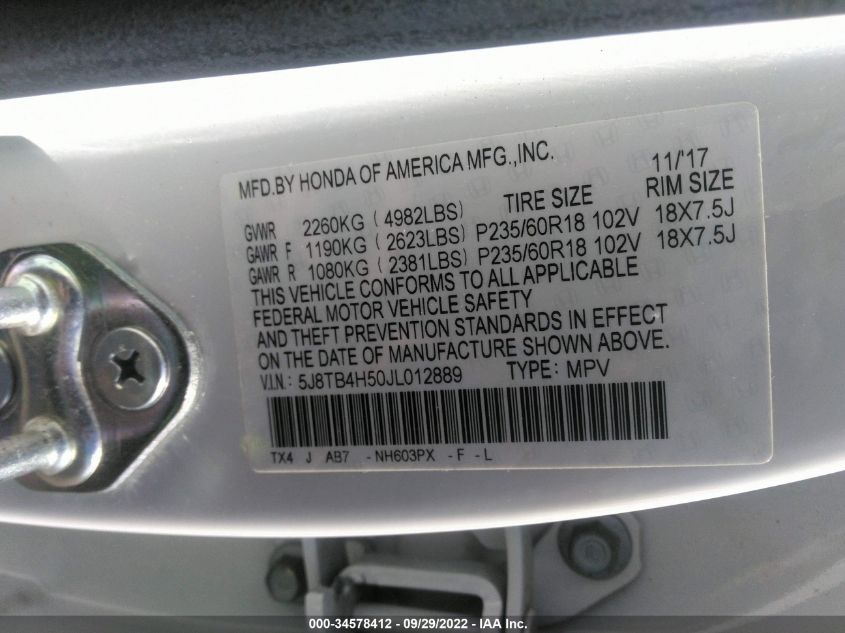 MFD.BY HONDA OF AMERICA MFG.,INC. 11/'17
TIRE SIZE RIM SIZE
GVWR 2260KG ( 4982LBS)
GAWR F 1190KG ( 2623LBS) P235/60R18 102V 18X7.5J
GAWR R 1080KG ( 2381LBS) P235/60R18 102V 18X7.5J
THIS VEHICLE CONFORMS TO ALL APPLICABLE
FEDERAL MOTOR VEHICLE SAFETY
AND THEFT PREVENTION STANDARDS IN EFFECT
ON THE DATE OF MANUFACTURE SHOWN ABOVE.
V.I.N.: 5J8TB4H50JL012889 TYPE: MPV
TX4 J AB7 -NH603PX -F -L
000-34578412 - 09/29/2022 - IAA Inc.